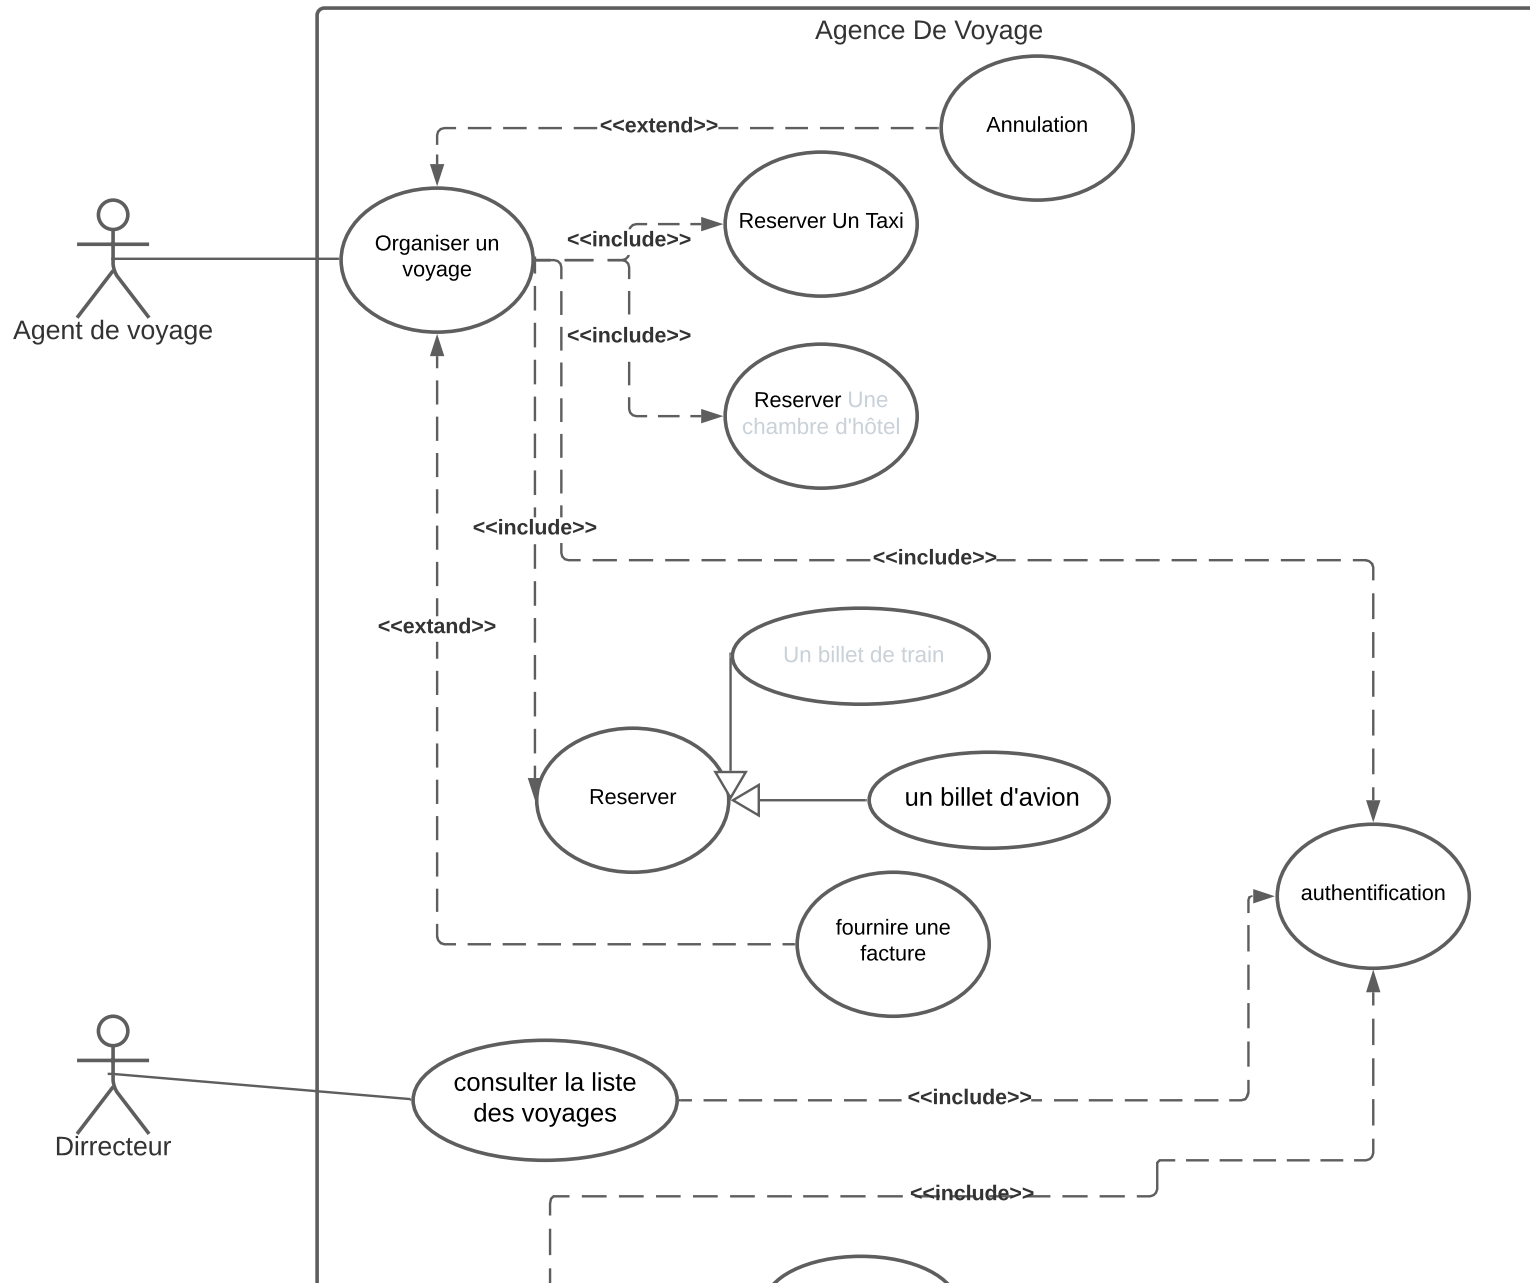 Agence De Voyage
<<extend>>
Annulation
Reserver Un Taxi
<<include>>
Organiser un
voyage
Agent de voyage
<<include>>
Reserver Une
chambre d'hôtel
<<include>>
<<include>>
<<extand>>
Un billet de train
Reserver
un billet d'avion
authentification
fournire une
facture
consulter la liste
des voyages
<<include>>
Dirrecteur
<<include>>